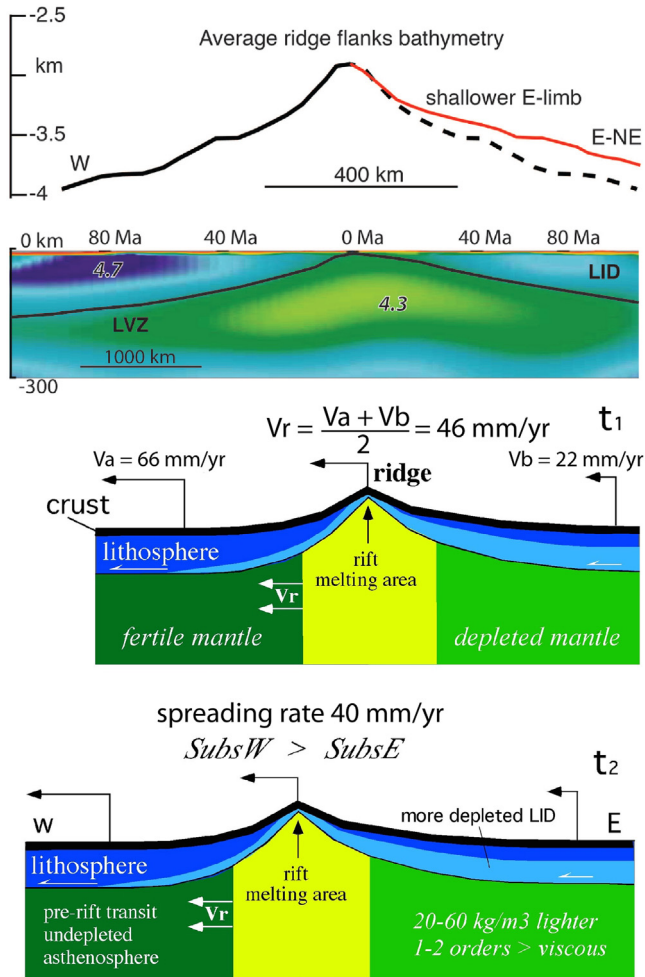 -2.5
Average ridge flanks bathymetry
km
shallower E-limb
-3.5
W
E-NE
400 km
-4
0 km
80 Ma
40 Ma
0 Ma
40 Ma
80 Ma
4.7
LID
4.3
LVZ
1000 km
-300
t1
Vr = Va + Vb / 2 = 46 mm/yr
Va = 66 mm/yr
ridge
Vb = 22 mm/yr
crust
lithosphere
rift
melting area
Vr
fertile mantle
depleted mantle
spreading rate 40 mm/yr
SubsW > SubsE
t2
W
more depleted LID
E
lithosphere
rift
melting area
pre-rift transit
undepleted
asthenosphere
Vr
20-60 kg/m3 lighter
1-2 orders > viscous